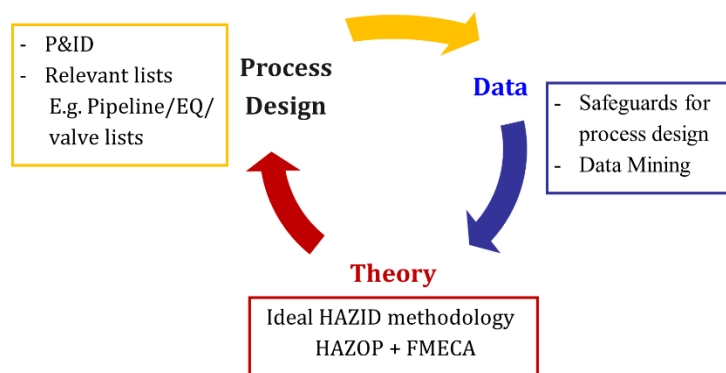 - P&ID
- Relevant lists
E.g. Pipeline/EQ/
valve lists
Process
Design
Data
- Safeguards for
process design
- Data Mining
Theory
Ideal HAZID methodology
HAZOP + FMECA